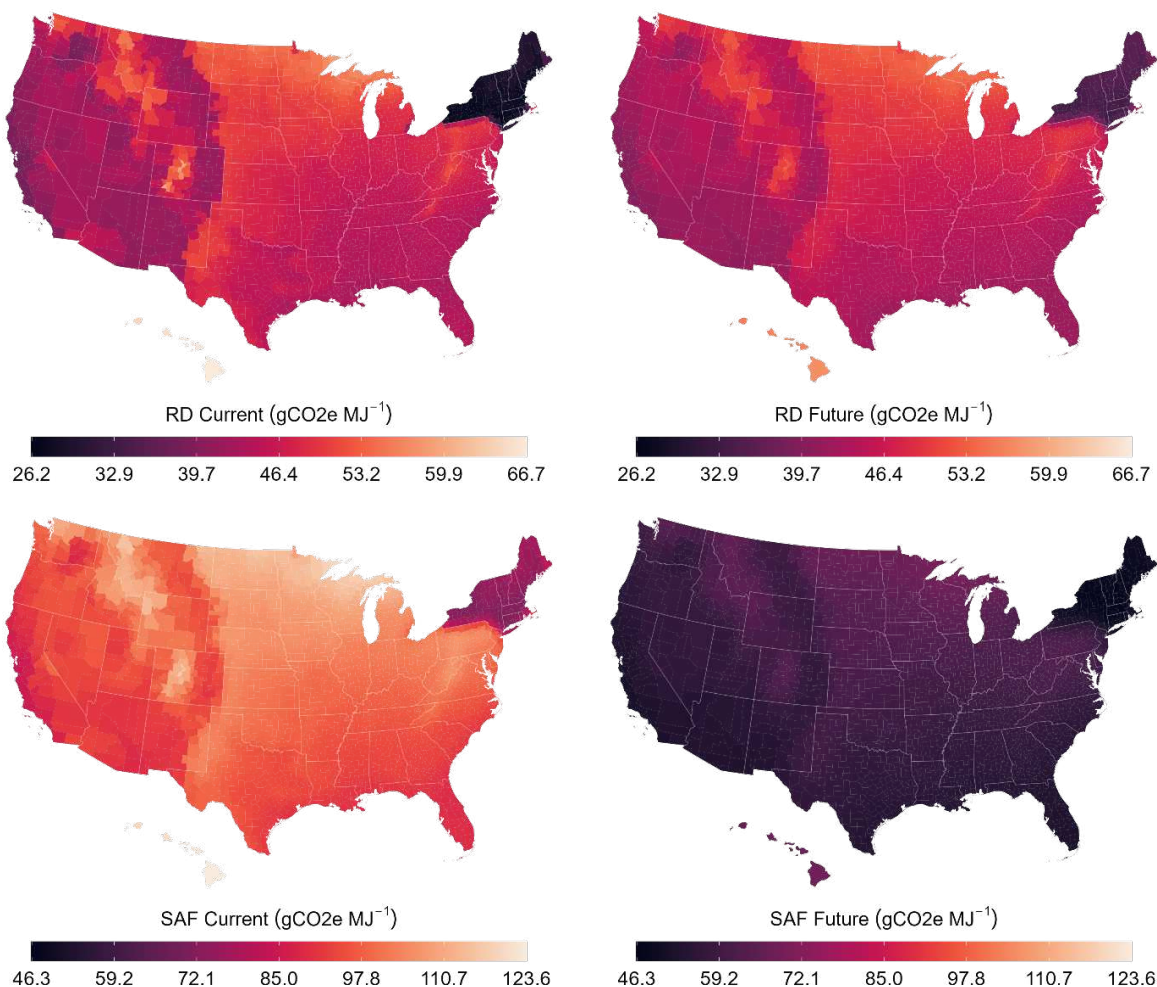 RD Current (gCO2e MJ⁻¹)
26.2 32.9 39.7 46.4 53.2 59.9 66.7
RD Future (gCO2e MJ⁻¹)
26.2 32.9 39.7 46.4 53.2 59.9 66.7
SAF Current (gCO2e MJ⁻¹)
46.3 59.2 72.1 85.0 97.8 110.7 123.6
SAF Future (gCO2e MJ⁻¹)
46.3 59.2 72.1 85.0 97.8 110.7 123.6